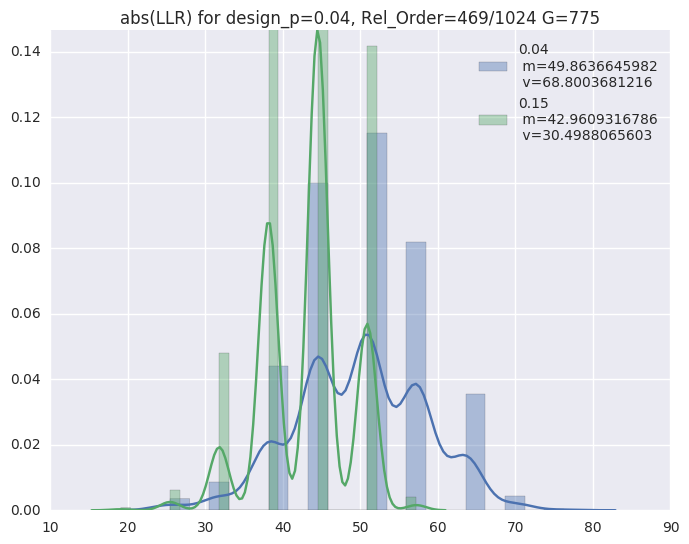 abs(LLR) for design_p=0.04, Rel_Order=469/1024 G=775
0.14
0.12
0.10
0.08
0.06
0.04
0.02
0.00
0.04
m=49.8636645982
v=68.8003681216
0.15
m=42.9609316786
v=30.4988065603
10 20 30 40 50 60 70 80 90